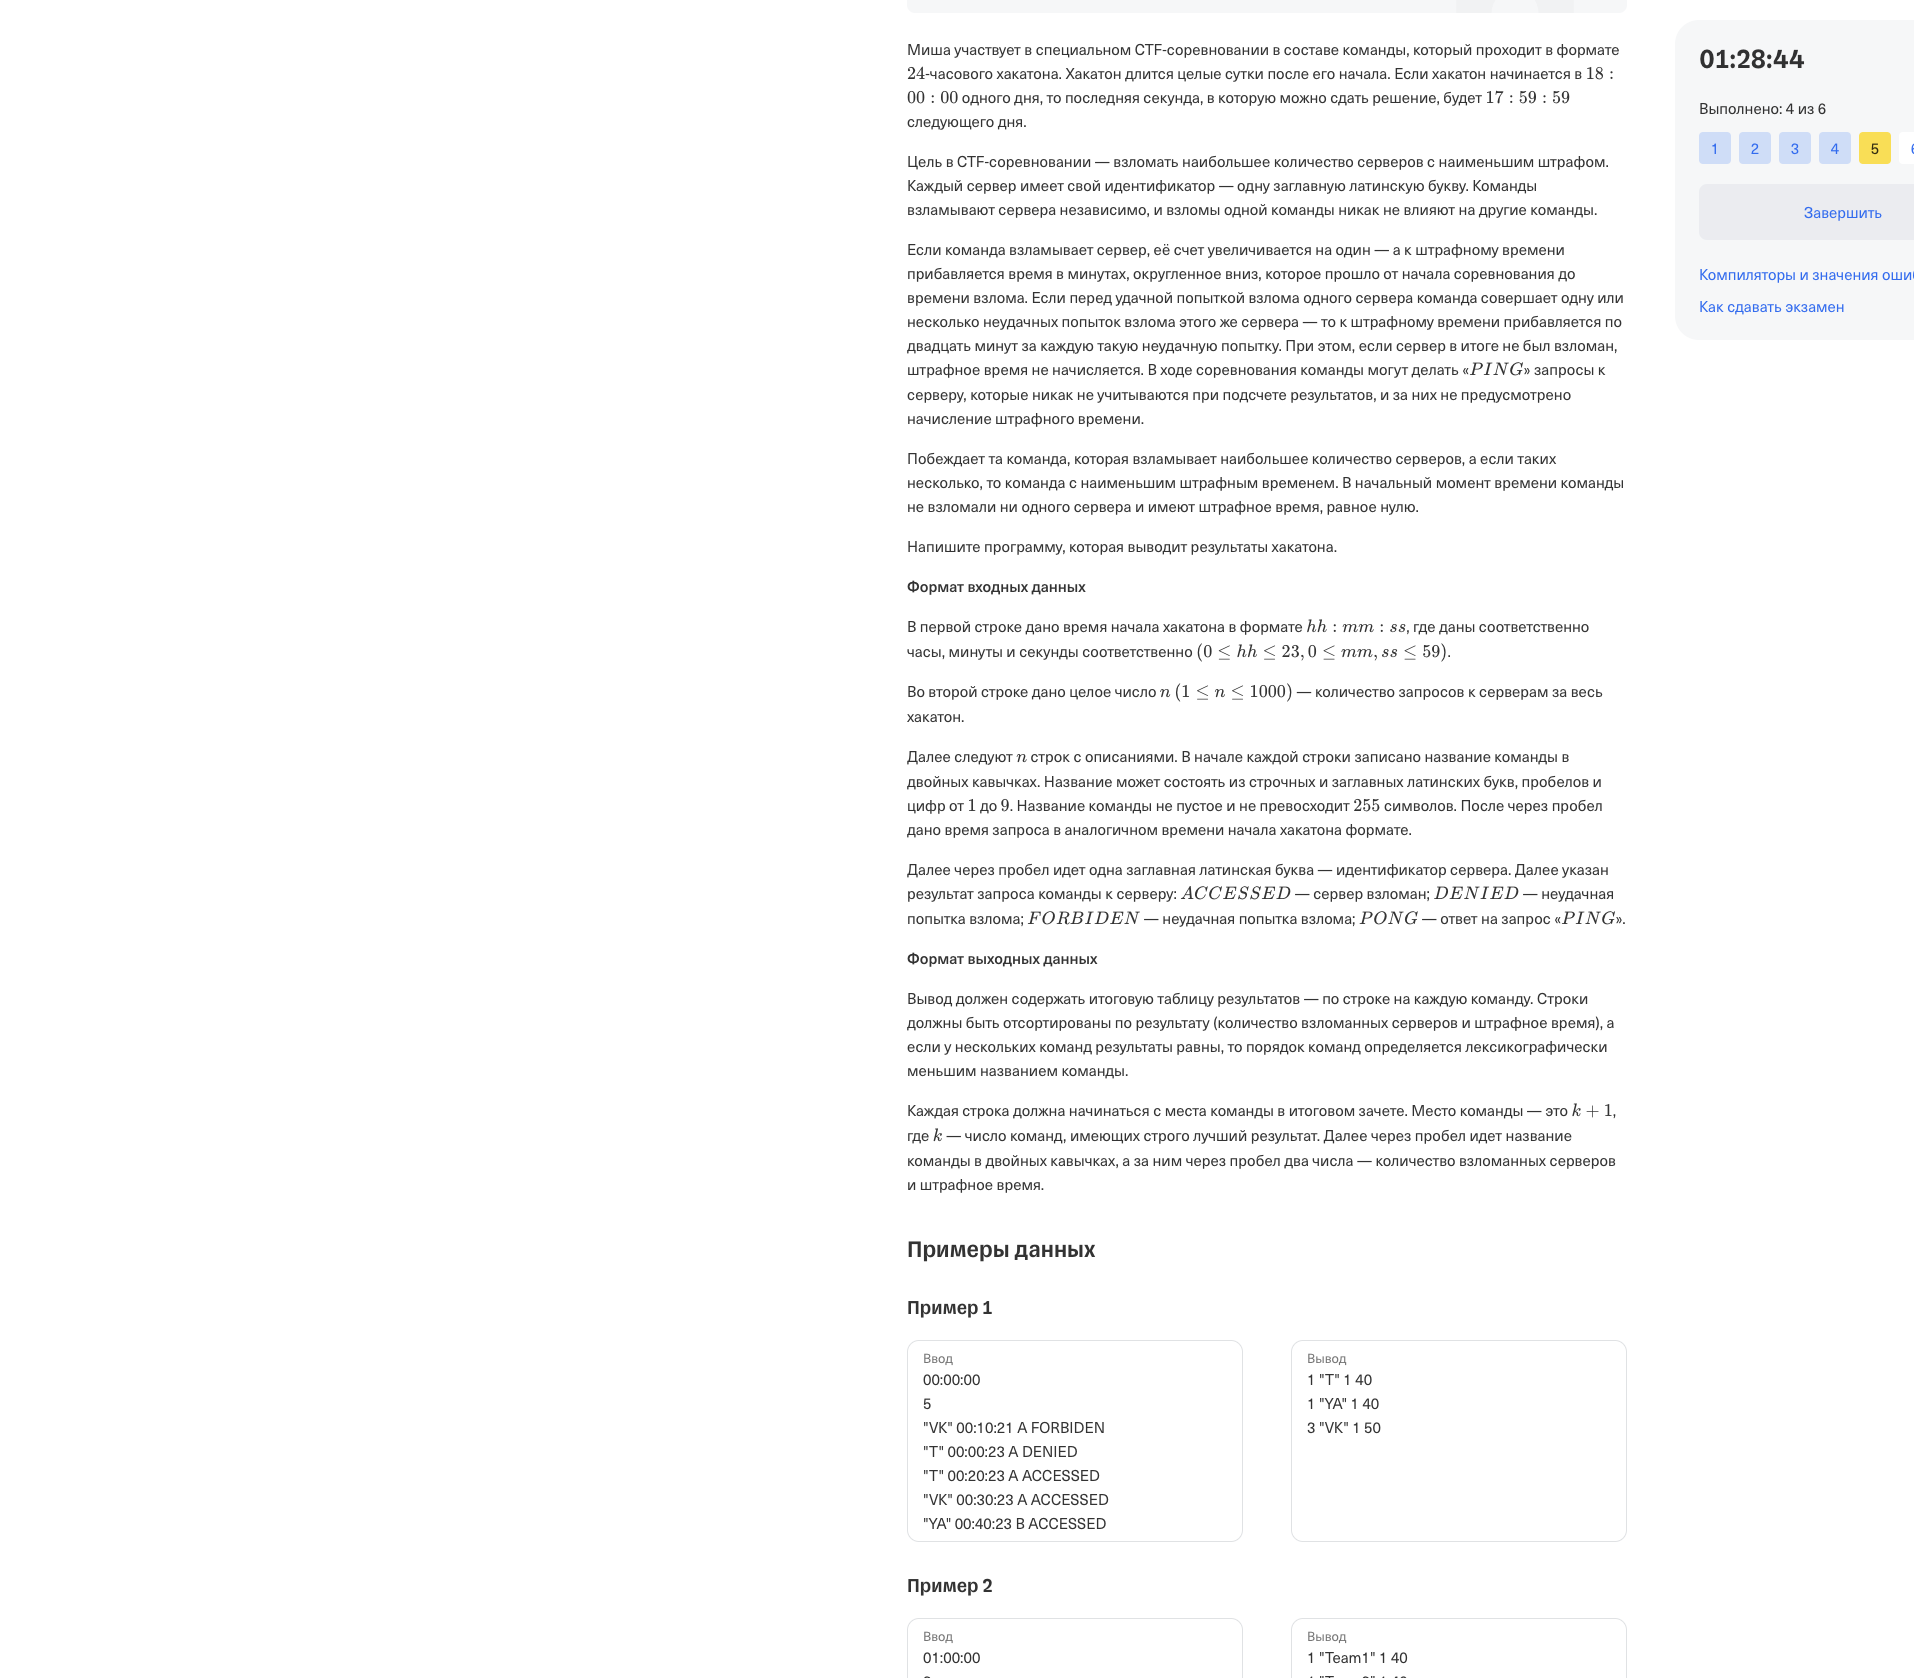 Миша участвует в специальном CTF-соревновании в составе команды, который проходит в формате
24-часового хакатона. Хакатон длится целые сутки после его начала. Если хакатон начинается в 18 :
00 : 00 одного дня, то последняя секунда, в которую можно сдать решение, будет 17 : 59 : 59
следующего дня.
Цель в CTF-соревновании — взломать наибольшее количество серверов с наименьшим штрафом.
Каждый сервер имеет свой идентификатор — одну заглавную латинскую букву. Команды
взламывают сервера независимо, и взломы одной команды никак не влияют на другие команды.
Если команда взламывает сервер, её счет увеличивается на один — а к штрафному времени
прибавляется время в минутах, округленное вниз, которое прошло от начала соревнования до
времени взлома. Если перед удачной попыткой взлома одного сервера команда совершает одну или
несколько неудачных попыток взлома этого же сервера — то к штрафному времени прибавляется по
двадцать минут за каждую такую неудачную попытку. При этом, если сервер в итоге не был взломан,
штрафное время не начисляется. В ходе соревнования команды могут делать «PING» запросы к
серверу, которые никак не учитываются при подсчете результатов, и за них не предусмотрено
начисление штрафного времени.
Побеждает та команда, которая взламывает наибольшее количество серверов, а если таких
несколько, то команда с наименьшим штрафным временем. В начальный момент времени команды
не взломали ни одного сервера и имеют штрафное время, равное нулю.
Напишите программу, которая выводит результаты хакатона.
Формат входных данных
В первой строке дано время начала хакатона в формате hh : mm : ss, где даны соответственно
часы, минуты и секунды соответственно (0 ≤ hh ≤ 23, 0 ≤ mm, ss ≤ 59).
Во второй строке дано целое число n (1 ≤ n ≤ 1000) — количество запросов к серверам за весь
хакатон.
Далее следуют n строк с описаниями. В начале каждой строки записано название команды в
двойных кавычках. Название может состоять из строчных и заглавных латинских букв, пробелов и
цифр от 1 до 9. Название команды не пустое и не превосходит 255 символов. После через пробел
дано время запроса в аналогичном времени начала хакатона формате.
Далее через пробел идет одна заглавная латинская буква — идентификатор сервера. Далее указан
результат запроса команды к серверу: ACCESSED — сервер взломан; DENIED — неудачная
попытка взлома; FORBIDEN — неудачная попытка взлома; PONG — ответ на запрос «PING».
Формат выходных данных
Вывод должен содержать итоговую таблицу результатов — по строке на каждую команду. Строки
должны быть отсортированы по результату (количество взломанных серверов и штрафное время), а
если у нескольких команд результаты равны, то порядок команд определяется лексикографически
меньшим названием команды.
Каждая строка должна начинаться с места команды в итоговом зачете. Место команды — это k + 1,
где k — число команд, имеющих строго лучший результат. Далее через пробел идет название
команды в двойных кавычках, а за ним через пробел два числа — количество взломанных серверов
и штрафное время.
Примеры данных
Пример 1
Ввод
00:00:00
5
"VK" 00:10:21 A FORBIDEN
"T" 00:00:23 A DENIED
"T" 00:20:23 A ACCESSED
"VK" 00:30:23 A ACCESSED
"YA" 00:40:23 B ACCESSED
Вывод
1 "T" 1 40
1 "YA" 1 40
3 "VK" 1 50
Пример 2
Ввод
01:00:00
Вывод
1 "Team1" 1 40
01:28:44
Выполнено: 4 из 6
1 2 3 4 5
Завершить
Компиляторы и значения оши
Как сдавать экзамен